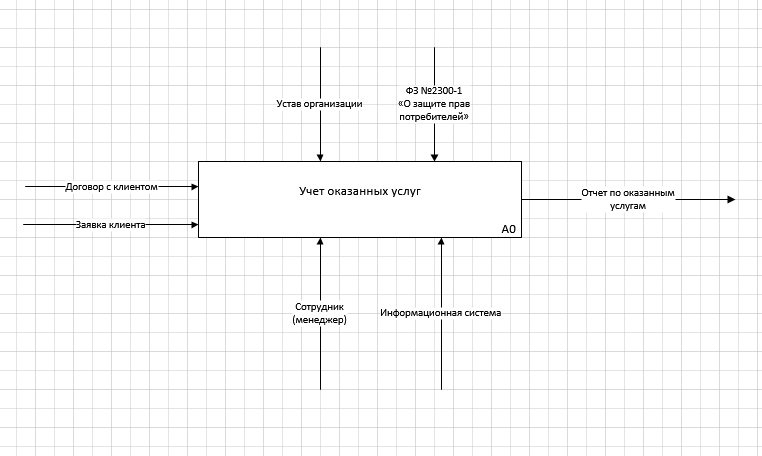 Устав организации
ФЗ №2300-1
«О защите прав
потребителей»
Договор с клиентом
Заявка клиента
Учет оказанных услуг
A0
Отчет по оказанным
услугам
Сотрудник
(менеджер)
Информационная система